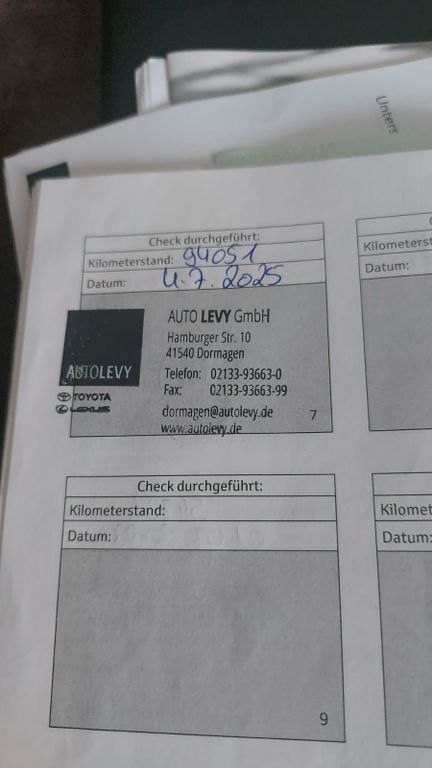 Unters
Check durchgeführt:
Kilometerstand: 94051
Datum: 4.7.2025
AUTO LEVY GmbH
Hamburger Str. 10
41540 Dormagen
AUTOLEVY
Telefon: 02133-93663-0
Fax: 02133-93663-99
TOYOTA
LEXUS
dormagen@autolevy.de
7
www.autolevy.de
Kilometerst
Datum:
Check durchgeführt:
Kilometerstand:
Datum:
9
Kilomet
Datum: